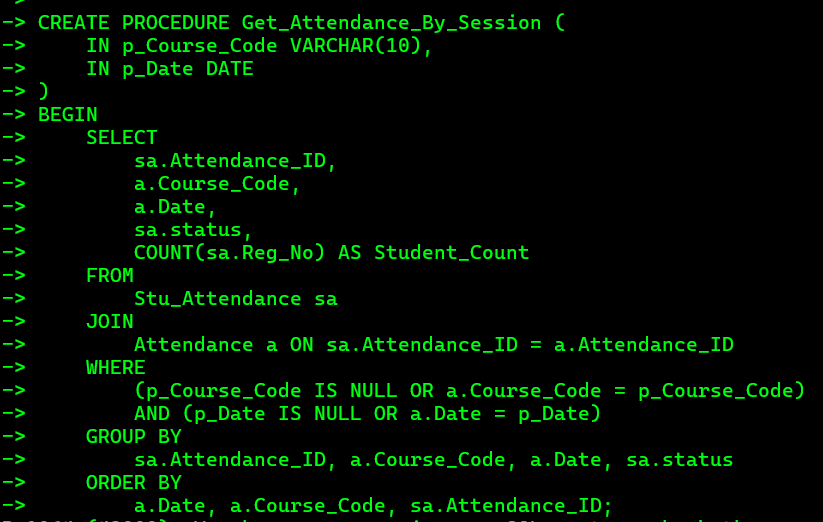 ->
-> CREATE PROCEDURE Get_Attendance_By_Session (
->     IN p_Course_Code VARCHAR(10),
->     IN p_Date DATE
-> )
-> BEGIN
->     SELECT
->         sa.Attendance_ID,
->         a.Course_Code,
->         a.Date,
->         sa.status,
->         COUNT(sa.Reg_No) AS Student_Count
->     FROM
->         Stu_Attendance sa
->     JOIN
->         Attendance a ON sa.Attendance_ID = a.Attendance_ID
->     WHERE
->         (p_Course_Code IS NULL OR a.Course_Code = p_Course_Code)
->         AND (p_Date IS NULL OR a.Date = p_Date)
->     GROUP BY
->         sa.Attendance_ID, a.Course_Code, a.Date, sa.status
->     ORDER BY
->         a.Date, a.Course_Code, sa.Attendance_ID;